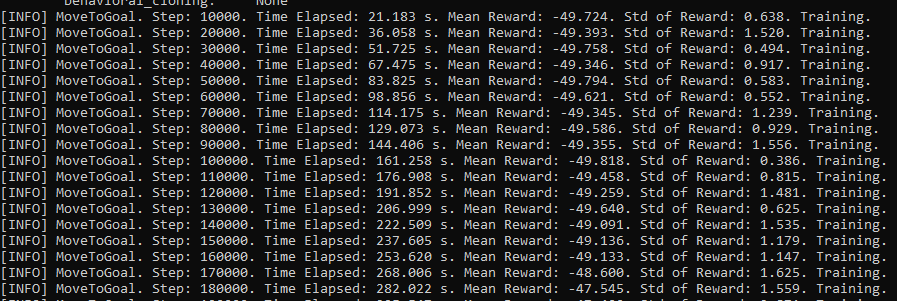 behavioral_cloning: None
[INFO] MoveToGoal. Step: 10000. Time Elapsed: 21.183 s. Mean Reward: -49.724. Std of Reward: 0.638. Training.
[INFO] MoveToGoal. Step: 20000. Time Elapsed: 36.058 s. Mean Reward: -49.393. Std of Reward: 1.520. Training.
[INFO] MoveToGoal. Step: 30000. Time Elapsed: 51.725 s. Mean Reward: -49.758. Std of Reward: 0.494. Training.
[INFO] MoveToGoal. Step: 40000. Time Elapsed: 67.475 s. Mean Reward: -49.346. Std of Reward: 0.917. Training.
[INFO] MoveToGoal. Step: 50000. Time Elapsed: 83.825 s. Mean Reward: -49.794. Std of Reward: 0.583. Training.
[INFO] MoveToGoal. Step: 60000. Time Elapsed: 98.856 s. Mean Reward: -49.621. Std of Reward: 0.552. Training.
[INFO] MoveToGoal. Step: 70000. Time Elapsed: 114.175 s. Mean Reward: -49.345. Std of Reward: 1.239. Training.
[INFO] MoveToGoal. Step: 80000. Time Elapsed: 129.073 s. Mean Reward: -49.586. Std of Reward: 0.929. Training.
[INFO] MoveToGoal. Step: 90000. Time Elapsed: 144.406 s. Mean Reward: -49.355. Std of Reward: 1.556. Training.
[INFO] MoveToGoal. Step: 100000. Time Elapsed: 161.258 s. Mean Reward: -49.818. Std of Reward: 0.386. Training.
[INFO] MoveToGoal. Step: 110000. Time Elapsed: 176.908 s. Mean Reward: -49.458. Std of Reward: 0.815. Training.
[INFO] MoveToGoal. Step: 120000. Time Elapsed: 191.852 s. Mean Reward: -49.259. Std of Reward: 1.481. Training.
[INFO] MoveToGoal. Step: 130000. Time Elapsed: 206.999 s. Mean Reward: -49.640. Std of Reward: 0.625. Training.
[INFO] MoveToGoal. Step: 140000. Time Elapsed: 222.509 s. Mean Reward: -49.091. Std of Reward: 1.535. Training.
[INFO] MoveToGoal. Step: 150000. Time Elapsed: 237.605 s. Mean Reward: -49.136. Std of Reward: 1.179. Training.
[INFO] MoveToGoal. Step: 160000. Time Elapsed: 253.620 s. Mean Reward: -49.133. Std of Reward: 1.147. Training.
[INFO] MoveToGoal. Step: 170000. Time Elapsed: 268.006 s. Mean Reward: -48.600. Std of Reward: 1.625. Training.
[INFO] MoveToGoal. Step: 180000. Time Elapsed: 282.022 s. Mean Reward: -47.545. Std of Reward: 1.559. Training.